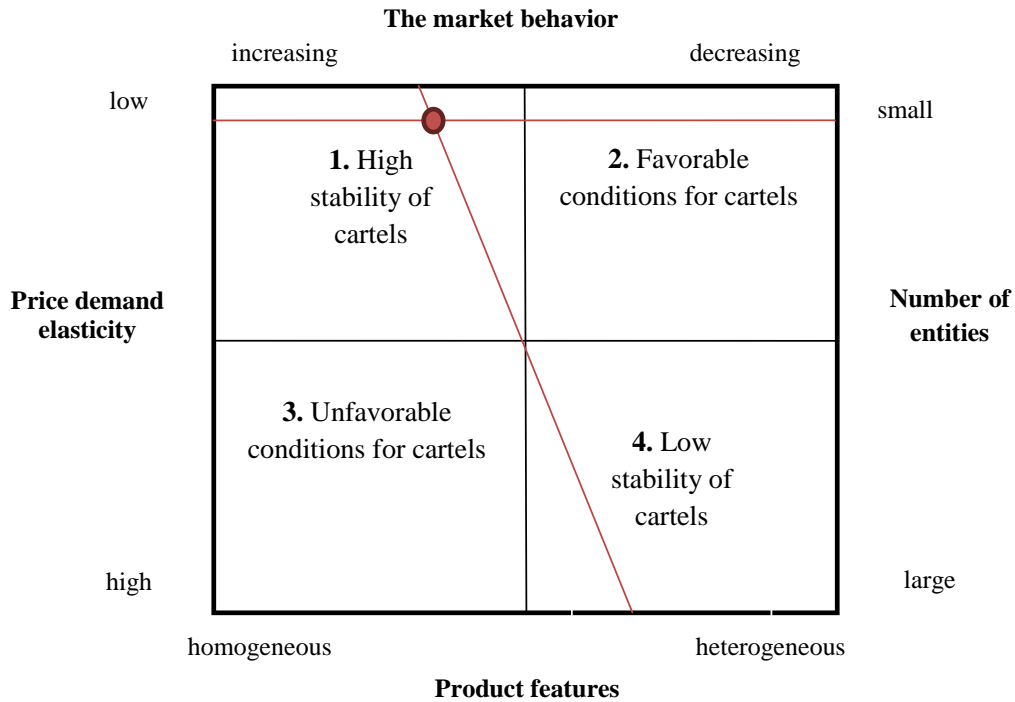 The market behavior
increasing
decreasing
low
small
1. High
stability of
cartels
2. Favorable
conditions for cartels
Price demand
elasticity
Number of
entities
3. Unfavorable
conditions for cartels
4. Low
stability of
cartels
high
large
homogeneous
heterogeneous
Product features